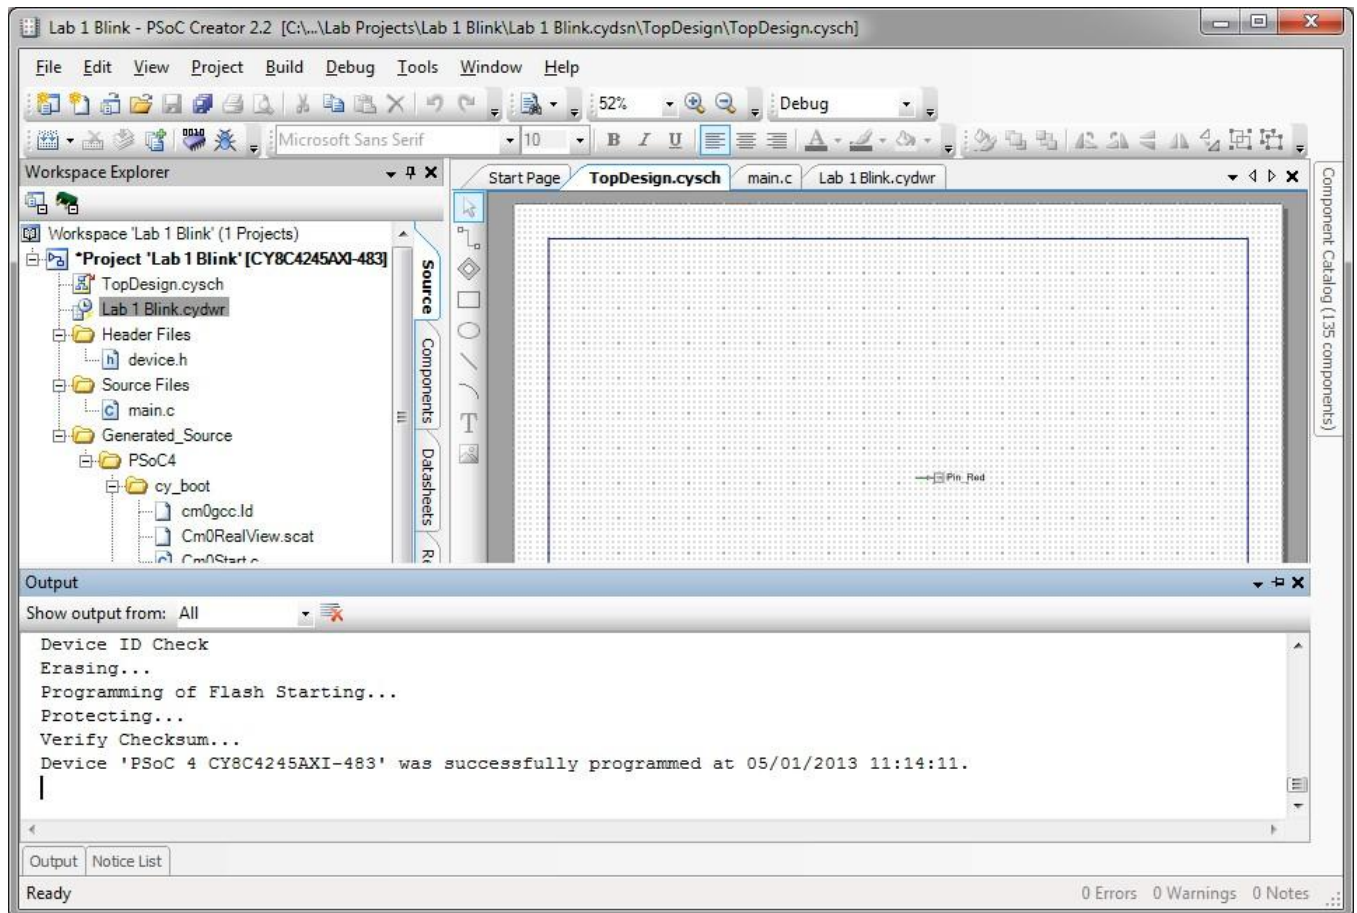 Lab 1 Blink - PSoC Creator 2.2 [C:\...\Lab Projects\Lab 1 Blink\Lab 1 Blink.cydsn\TopDesign\TopDesign.cysch]
File Edit View Project Build Debug Tools Window Help
52% Debug
Microsoft Sans Serif 10 B I U A
Workspace Explorer
Start Page TopDesign.cysch main.c Lab 1 Blink.cydwr
Workspace 'Lab 1 Blink' (1 Projects)
*Project 'Lab 1 Blink' [CY8C4245AXI-483]
TopDesign.cysch
Lab 1 Blink.cydwr
Header Files
device.h
Source Files
main.c
Generated_Source
PSoC4
cy_boot
cm0gcc.ld
Cm0RealView.scat
Cm0Start.c
Source
Components
Datasheets
Re
T
Pin_Red
Component Catalog (135 components)
Output
Show output from: All
Device ID Check
Erasing...
Programming of Flash Starting...
Protecting...
Verify Checksum...
Device 'PSoC 4 CY8C4245AXI-483' was successfully programmed at 05/01/2013 11:14:11.
Output Notice List
Ready 0 Errors 0 Warnings 0 Notes